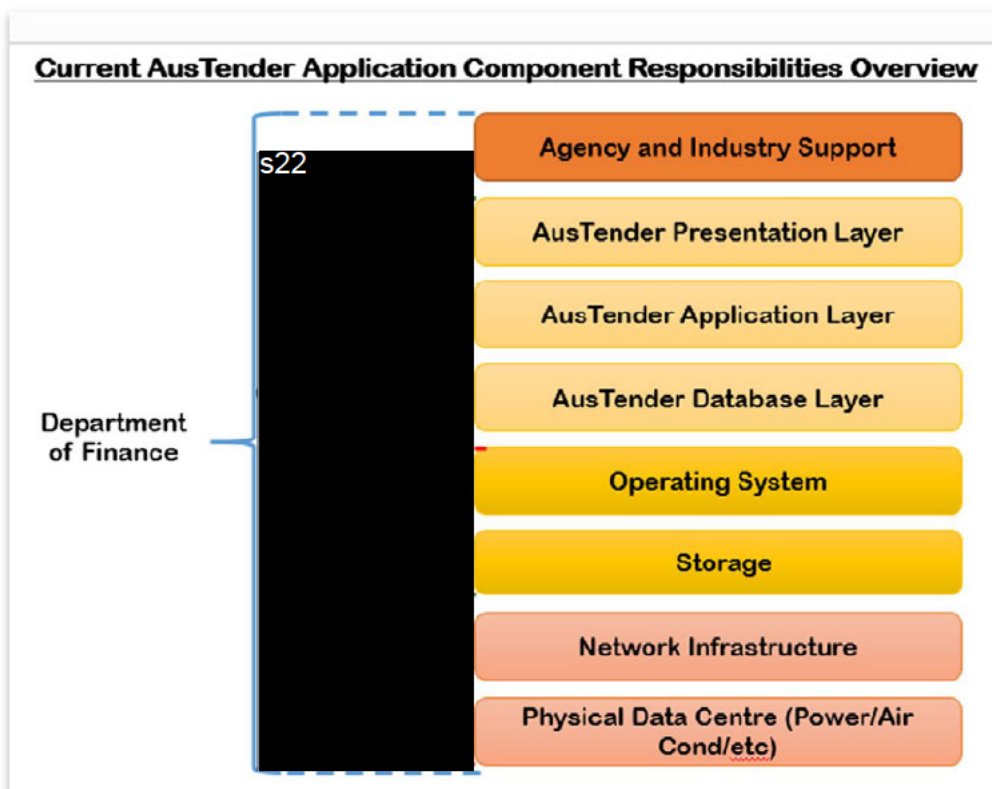 Current AusTender Application Component Responsibilities Overview
s22
Agency and Industry Support
AusTender Presentation Layer
AusTender Application Layer
AusTender Database Layer
Department
of Finance
Operating System
Storage
Network Infrastructure
Physical Data Centre (Power/Air
Cond/etc)